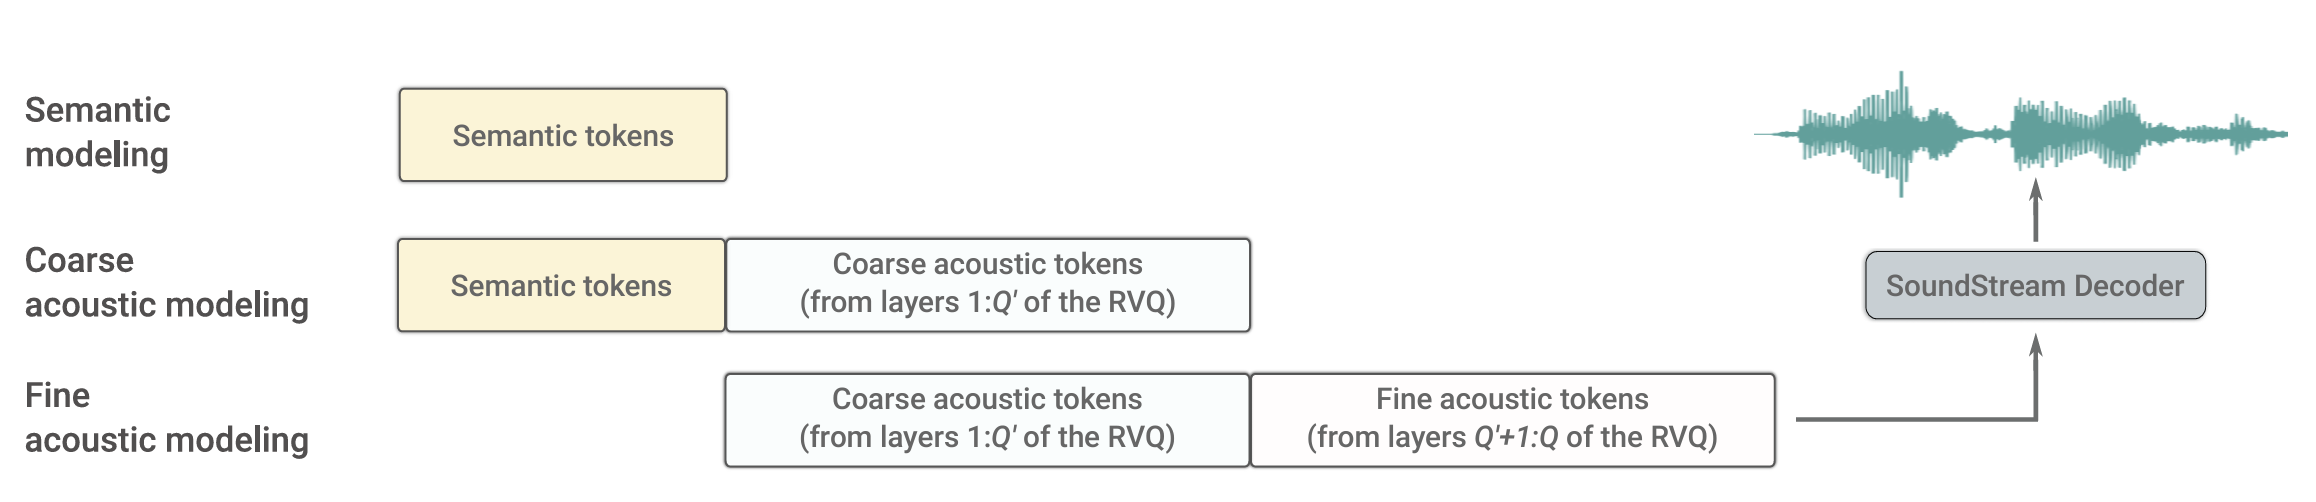 Semantic
modeling
Semantic tokens
Coarse
acoustic modeling
Semantic tokens
Coarse acoustic tokens
(from layers 1:Q' of the RVQ)
SoundStream Decoder
Fine
acoustic modeling
Coarse acoustic tokens
(from layers 1:Q' of the RVQ)
Fine acoustic tokens
(from layers Q'+1:Q of the RVQ)